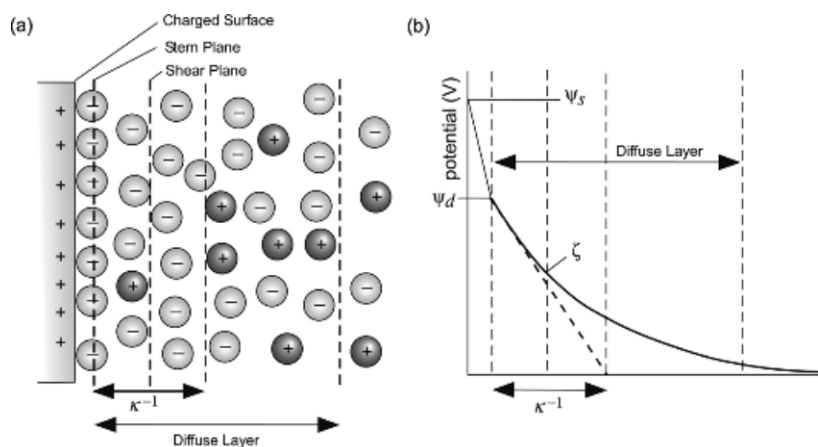 (a)
Charged Surface
Stern Plane
Shear Plane
κ⁻¹
Diffuse Layer
(b)
potential (V)
Ψs
Diffuse Layer
Ψd
ζ
κ⁻¹